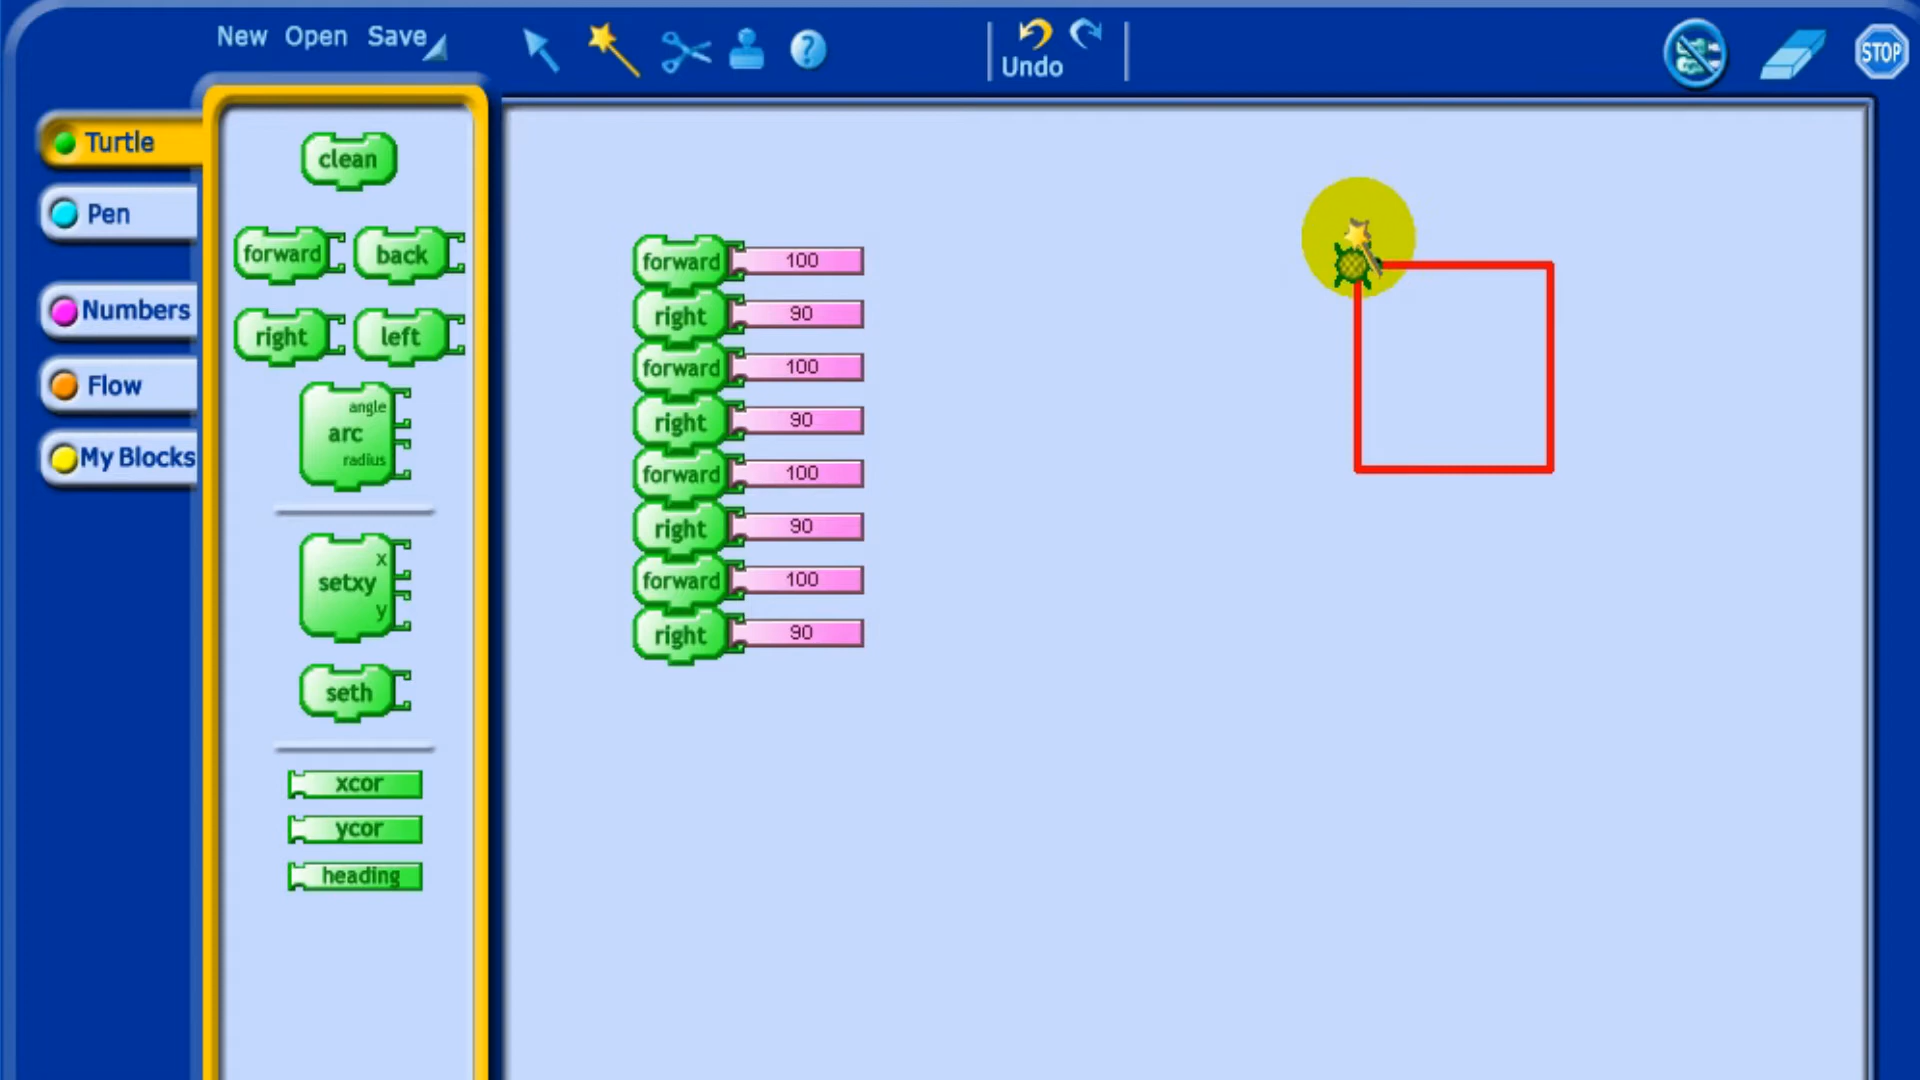 New Open Save
Undo
STOP
Turtle
Pen
Numbers
Flow
My Blocks
clean
forward back
right left
angle
arc
radius
x
setxy
y
seth
xcor
ycor
heading
forward 100
right 90
forward 100
right 90
forward 100
right 90
forward 100
right 90